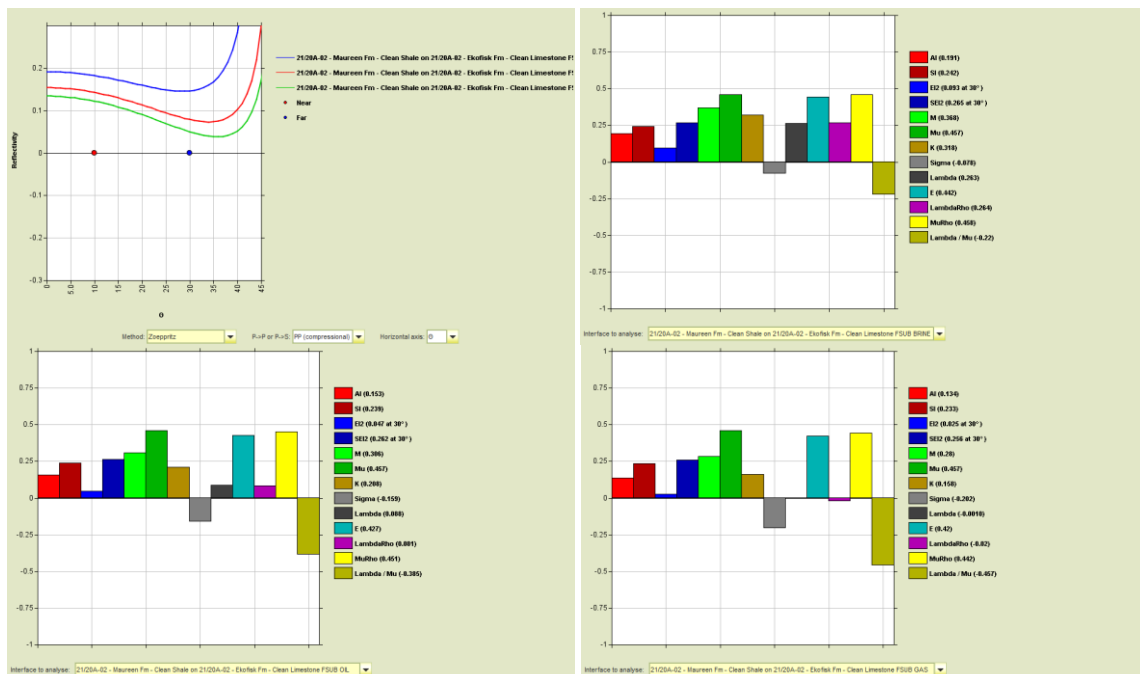 0.2
0.1
0
-0.1
-0.2
-0.3
Reflectivity
0 5.0 10 15 20 25 30 35 40 45
Θ
21/20A-02 - Maureen Fm - Clean Shale on 21/20A-02 - Ekofisk Fm - Clean Limestone FS
21/20A-02 - Maureen Fm - Clean Shale on 21/20A-02 - Ekofisk Fm - Clean Limestone FS
21/20A-02 - Maureen Fm - Clean Shale on 21/20A-02 - Ekofisk Fm - Clean Limestone FS
Near
Far
Method: Zoeppritz P->P or P->S: PP (compressional) Horizontal axis: Θ
1
0.75
0.5
0.25
0
-0.25
-0.5
-0.75
-1
AI (0.191)
SI (0.242)
EI2 (0.093 at 30°)
SEI2 (0.265 at 30°)
M (0.368)
Mu (0.457)
K (0.318)
Sigma (-0.078)
Lambda (0.263)
E (0.442)
LambdaRho (0.264)
MuRho (0.458)
Lambda / Mu (-0.22)
Interface to analyse: 21/20A-02 - Maureen Fm - Clean Shale on 21/20A-02 - Ekofisk Fm - Clean Limestone FSUB BRINE
1
0.75
0.5
0.25
0
-0.25
-0.5
-0.75
-1
AI (0.153)
SI (0.239)
EI2 (0.047 at 30°)
SEI2 (0.262 at 30°)
M (0.306)
Mu (0.457)
K (0.208)
Sigma (-0.159)
Lambda (0.088)
E (0.427)
LambdaRho (0.081)
MuRho (0.451)
Lambda / Mu (-0.385)
Interface to analyse: 21/20A-02 - Maureen Fm - Clean Shale on 21/20A-02 - Ekofisk Fm - Clean Limestone FSUB OIL
1
0.75
0.5
0.25
0
-0.25
-0.5
-0.75
-1
AI (0.134)
SI (0.233)
EI2 (0.025 at 30°)
SEI2 (0.256 at 30°)
M (0.28)
Mu (0.457)
K (0.158)
Sigma (-0.202)
Lambda (-0.0018)
E (0.42)
LambdaRho (-0.02)
MuRho (0.442)
Lambda / Mu (-0.457)
Interface to analyse: 21/20A-02 - Maureen Fm - Clean Shale on 21/20A-02 - Ekofisk Fm - Clean Limestone FSUB GAS